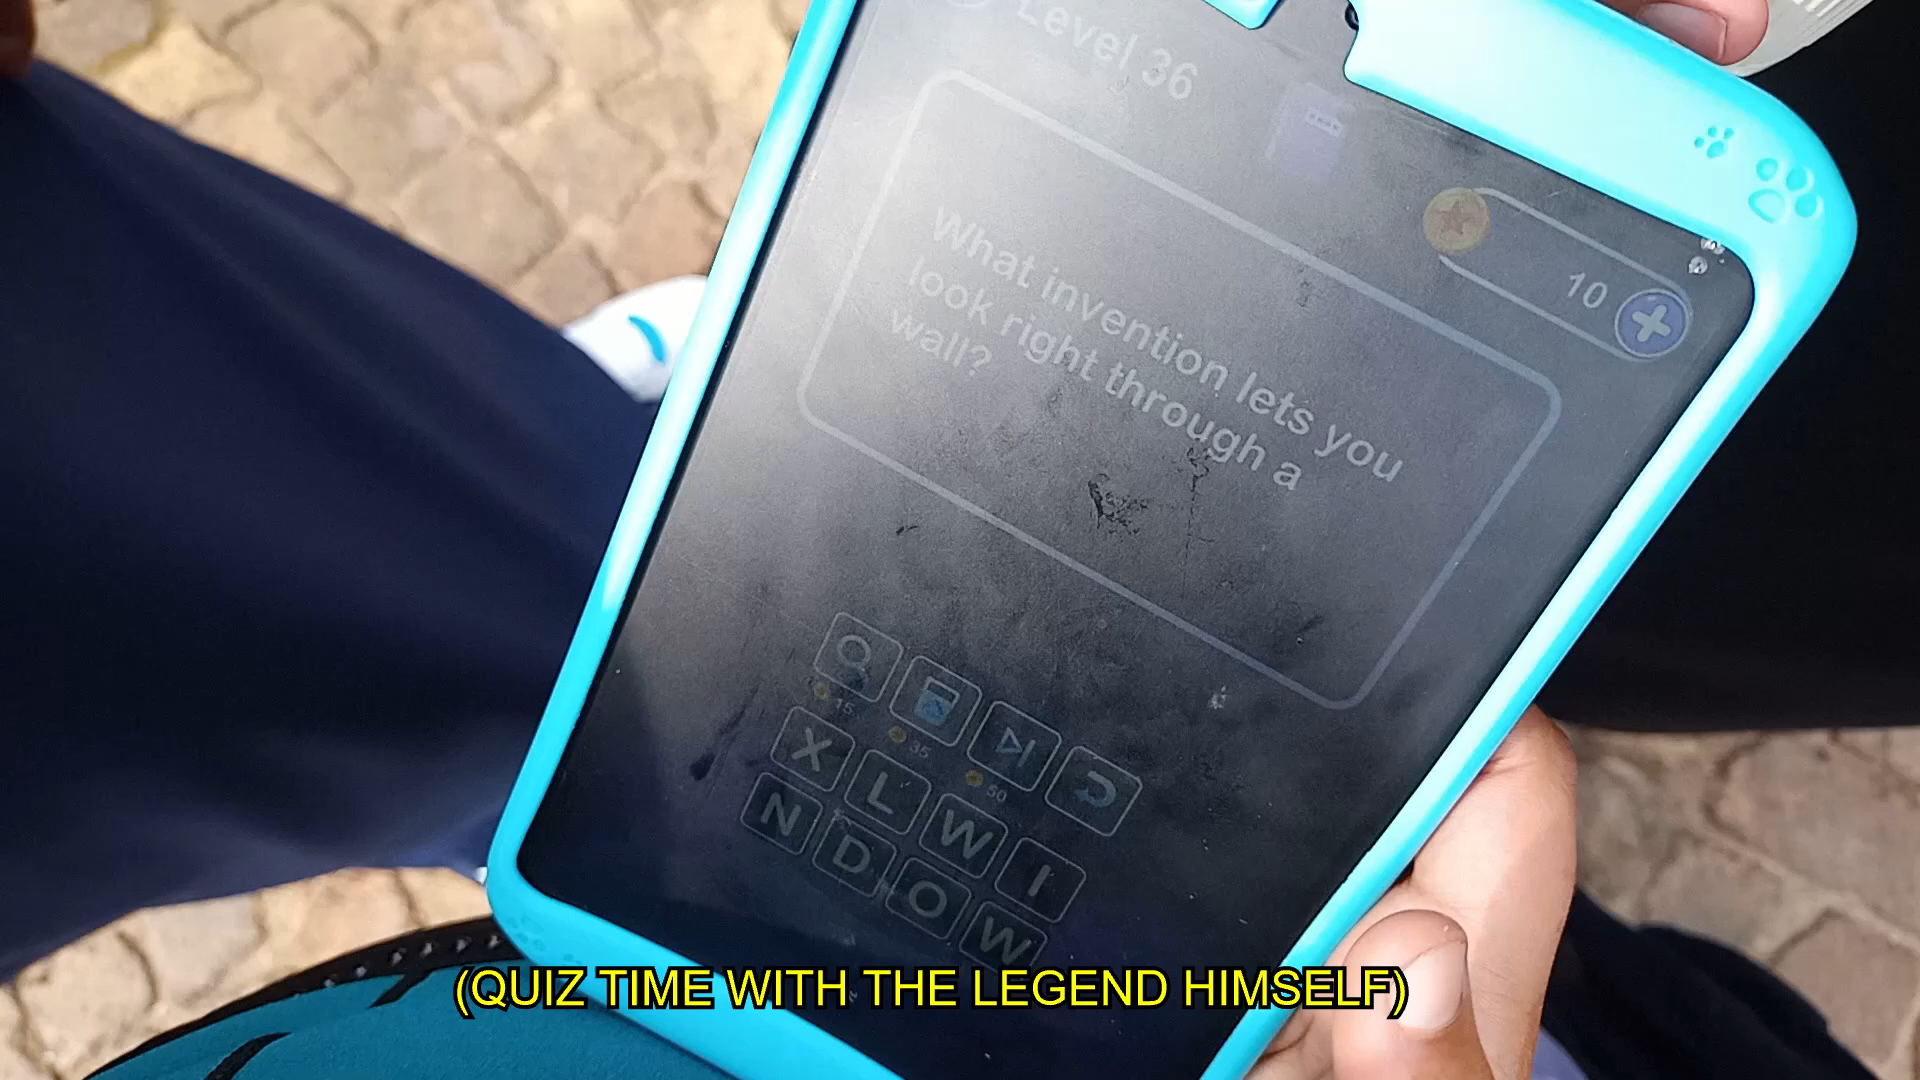 Level 36
10
What invention lets you
look right through a
wall?
15
35
50
X L W I
N D O W
(QUIZ TIME WITH THE LEGEND HIMSELF)